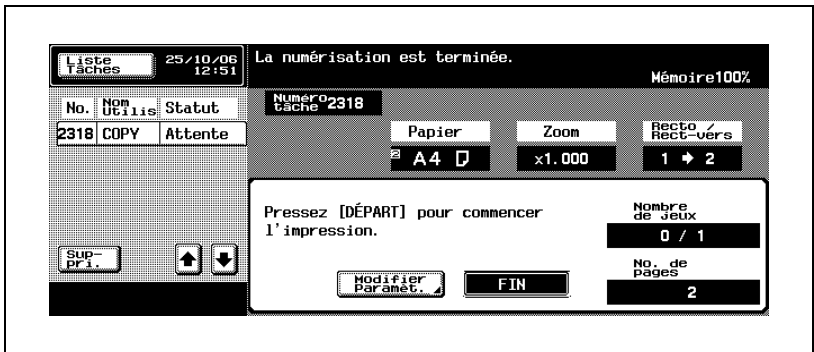 Liste
Tâches
25/10/06
12:51
La numérisation est terminée.
Mémoire100%
No.
Nom
Utilis
Statut
2318 COPY Attente
Numéro
tâche 2318
Papier
Zoom
Recto /
Rect-vers
2 A4
x1.000
1 → 2
Pressez [DÉPART] pour commencer
l'impression.
Nombre
de jeux
0 / 1
No. de
pages
2
Sup-
pri.
Modifier
Paramèt.
FIN